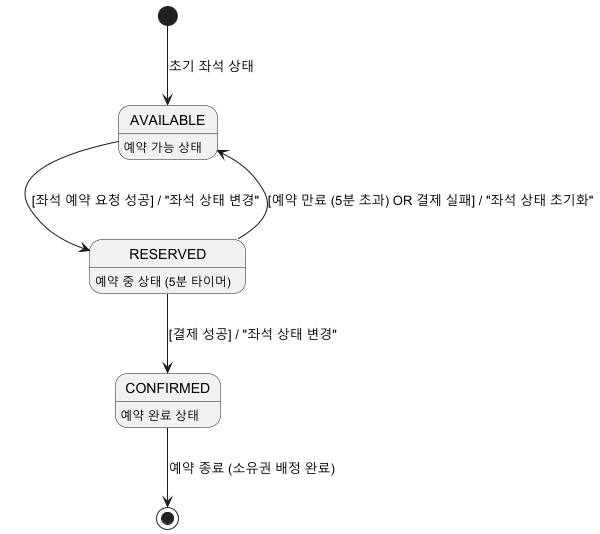 초기 좌석 상태
AVAILABLE
예약 가능 상태
[좌석 예약 요청 성공] / "좌석 상태 변경"
[예약 만료 (5분 초과) OR 결제 실패] / "좌석 상태 초기화"
RESERVED
예약 중 상태 (5분 타이머)
[결제 성공] / "좌석 상태 변경"
CONFIRMED
예약 완료 상태
예약 종료 (소유권 배정 완료)